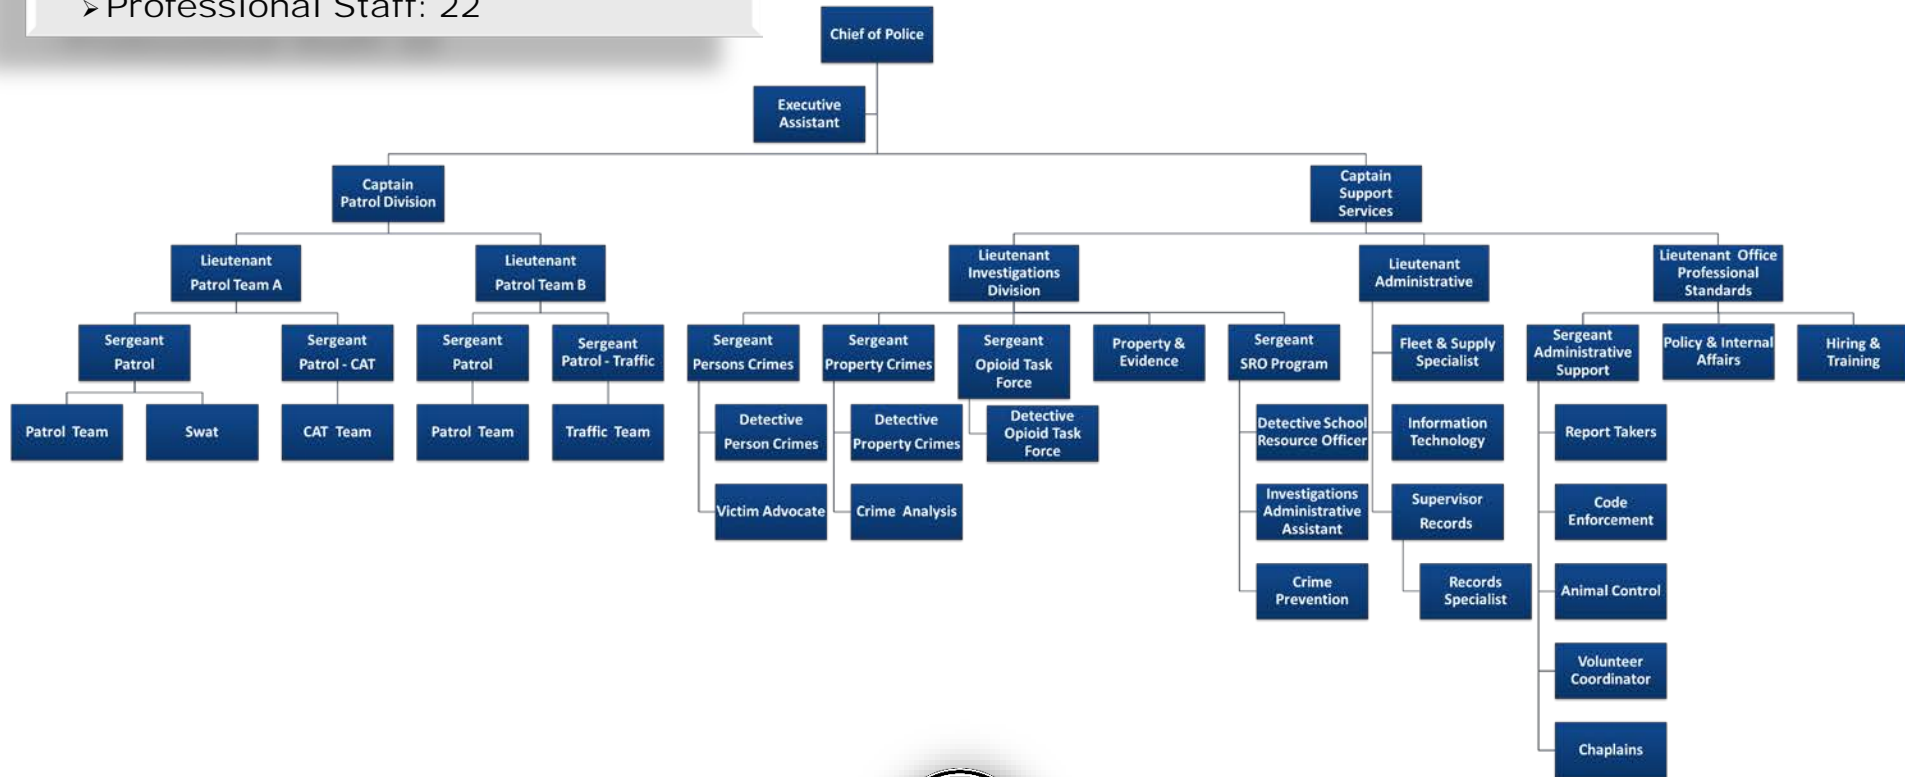 ➢Professional Staff: 22
Chief of Police
Executive
Assistant
Captain
Patrol Division
Captain
Support
Services
Lieutenant
Patrol Team A
Lieutenant
Patrol Team B
Lieutenant
Investigations
Division
Lieutenant
Administrative
Lieutenant Office
Professional
Standards
Sergeant
Patrol
Sergeant
Patrol - CAT
Sergeant
Patrol
Sergeant
Patrol - Traffic
Sergeant
Persons Crimes
Sergeant
Property Crimes
Sergeant
Opioid Task
Force
Property &
Evidence
Sergeant
SRO Program
Fleet & Supply
Specialist
Sergeant
Administrative
Support
Policy & Internal
Affairs
Hiring &
Training
Patrol Team
Swat
CAT Team
Patrol Team
Traffic Team
Detective
Person Crimes
Detective
Property Crimes
Detective
Opioid Task
Force
Detective School
Resource Officer
Information
Technology
Report Takers
Victim Advocate
Crime Analysis
Investigations
Administrative
Assistant
Supervisor
Records
Code
Enforcement
Crime
Prevention
Records
Specialist
Animal Control
Volunteer
Coordinator
Chaplains